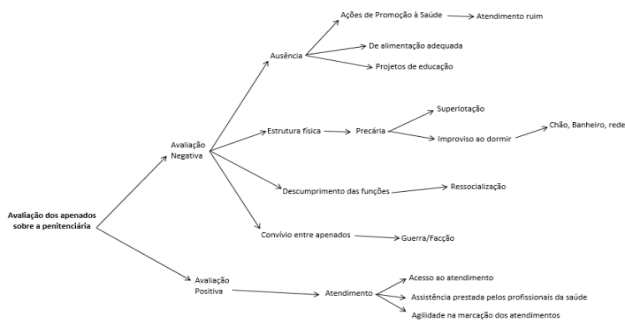 Ações de Promoção à Saúde
Atendimento ruim
De alimentação adequada
Ausência
Projetos de educação
Superlotação
Chão, Banheiro, rede
Estrutura física
Precária
Improviso ao dormir
Avaliação
Negativa
Descumprimento das funções
Ressocialização
Avaliação dos apenados
sobre a penitenciária
Convívio entre apenados
Guerra/Facção
Acesso ao atendimento
Avaliação
Positiva
Atendimento
Assistência prestada pelos profissionais da saúde
Agilidade na marcação dos atendimentos